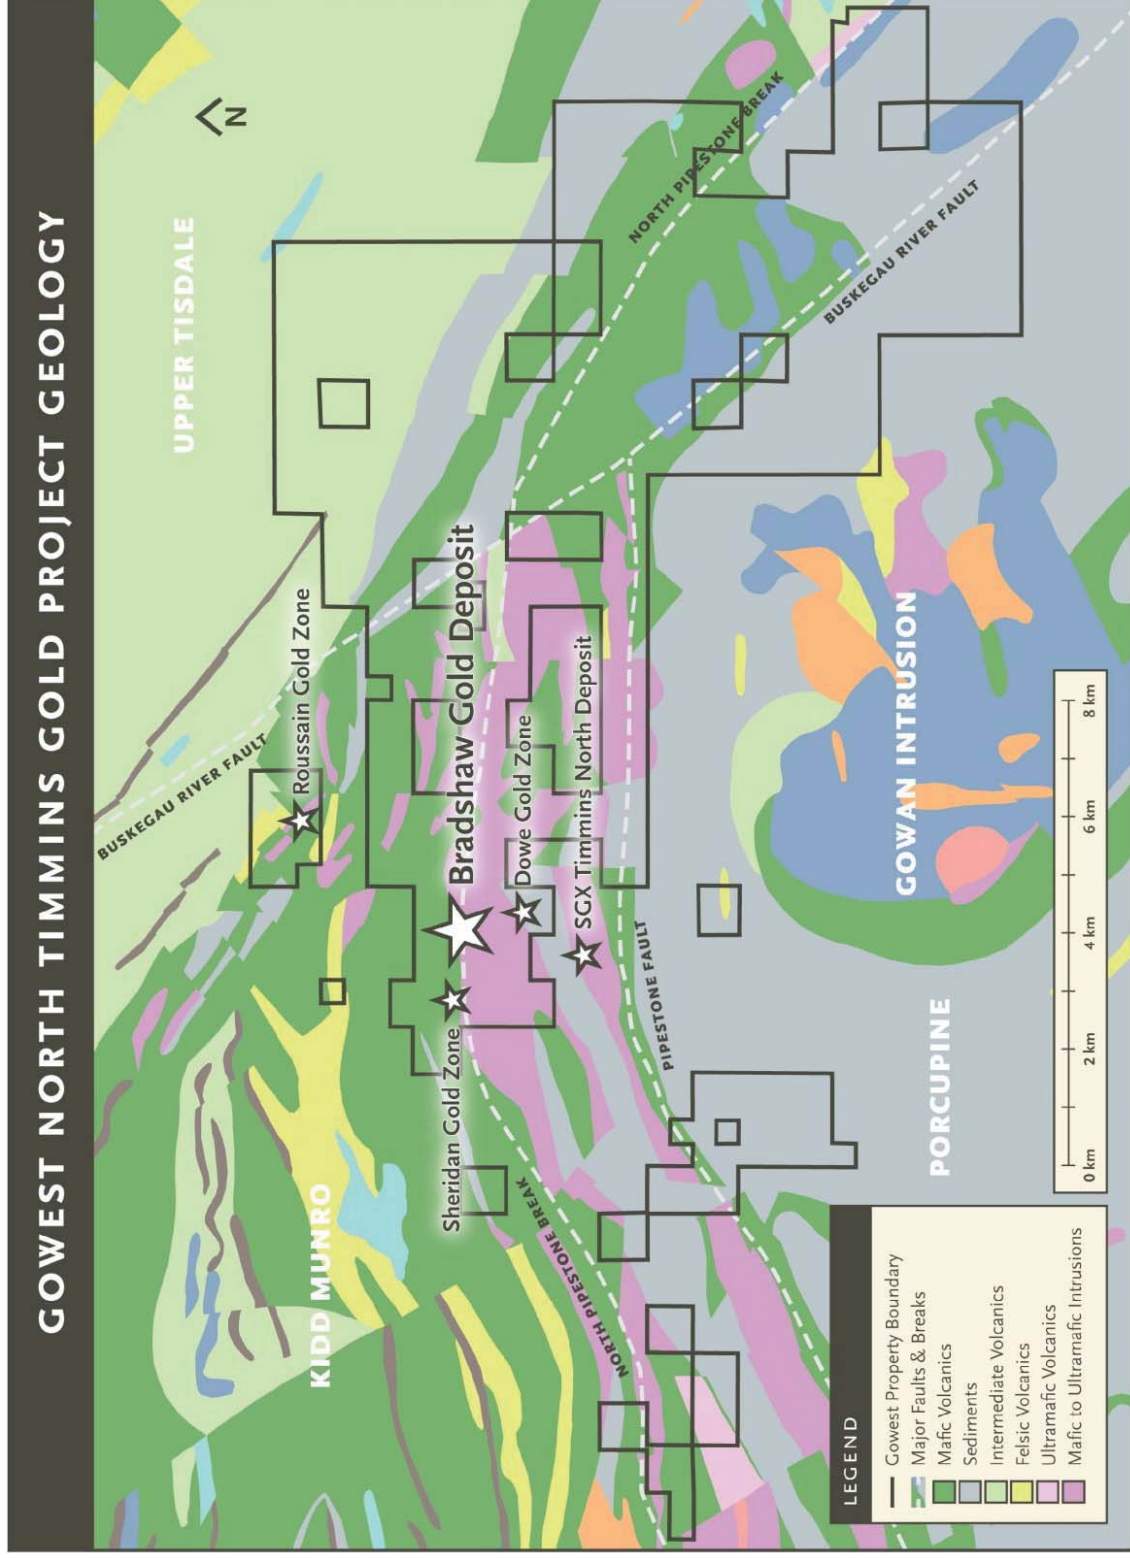 GOWEST NORTH TIMMINS GOLD PROJECT GEOLOGY
UPPER TISDALE
N
BUSKEGAU RIVER FAULT
Roussain Gold Zone
KIDD MUNRO
Bradshaw Gold Deposit
Sheridan Gold Zone
Dowe Gold Zone
SGX Timmins North Deposit
NORTH PIPESTONE BREAK
NORTH PIPESTONE BREAK
PIPESTONE FAULT
BUSKEGAU RIVER FAULT
GOWAN INTRUSION
PORCUPINE
LEGEND
Gowest Property Boundary
Major Faults & Breaks
Mafic Volcanics
Sediments
Intermediate Volcanics
Felsic Volcanics
Ultramafic Volcanics
Mafic to Ultramafic Intrusions
0 km 2 km 4 km 6 km 8 km